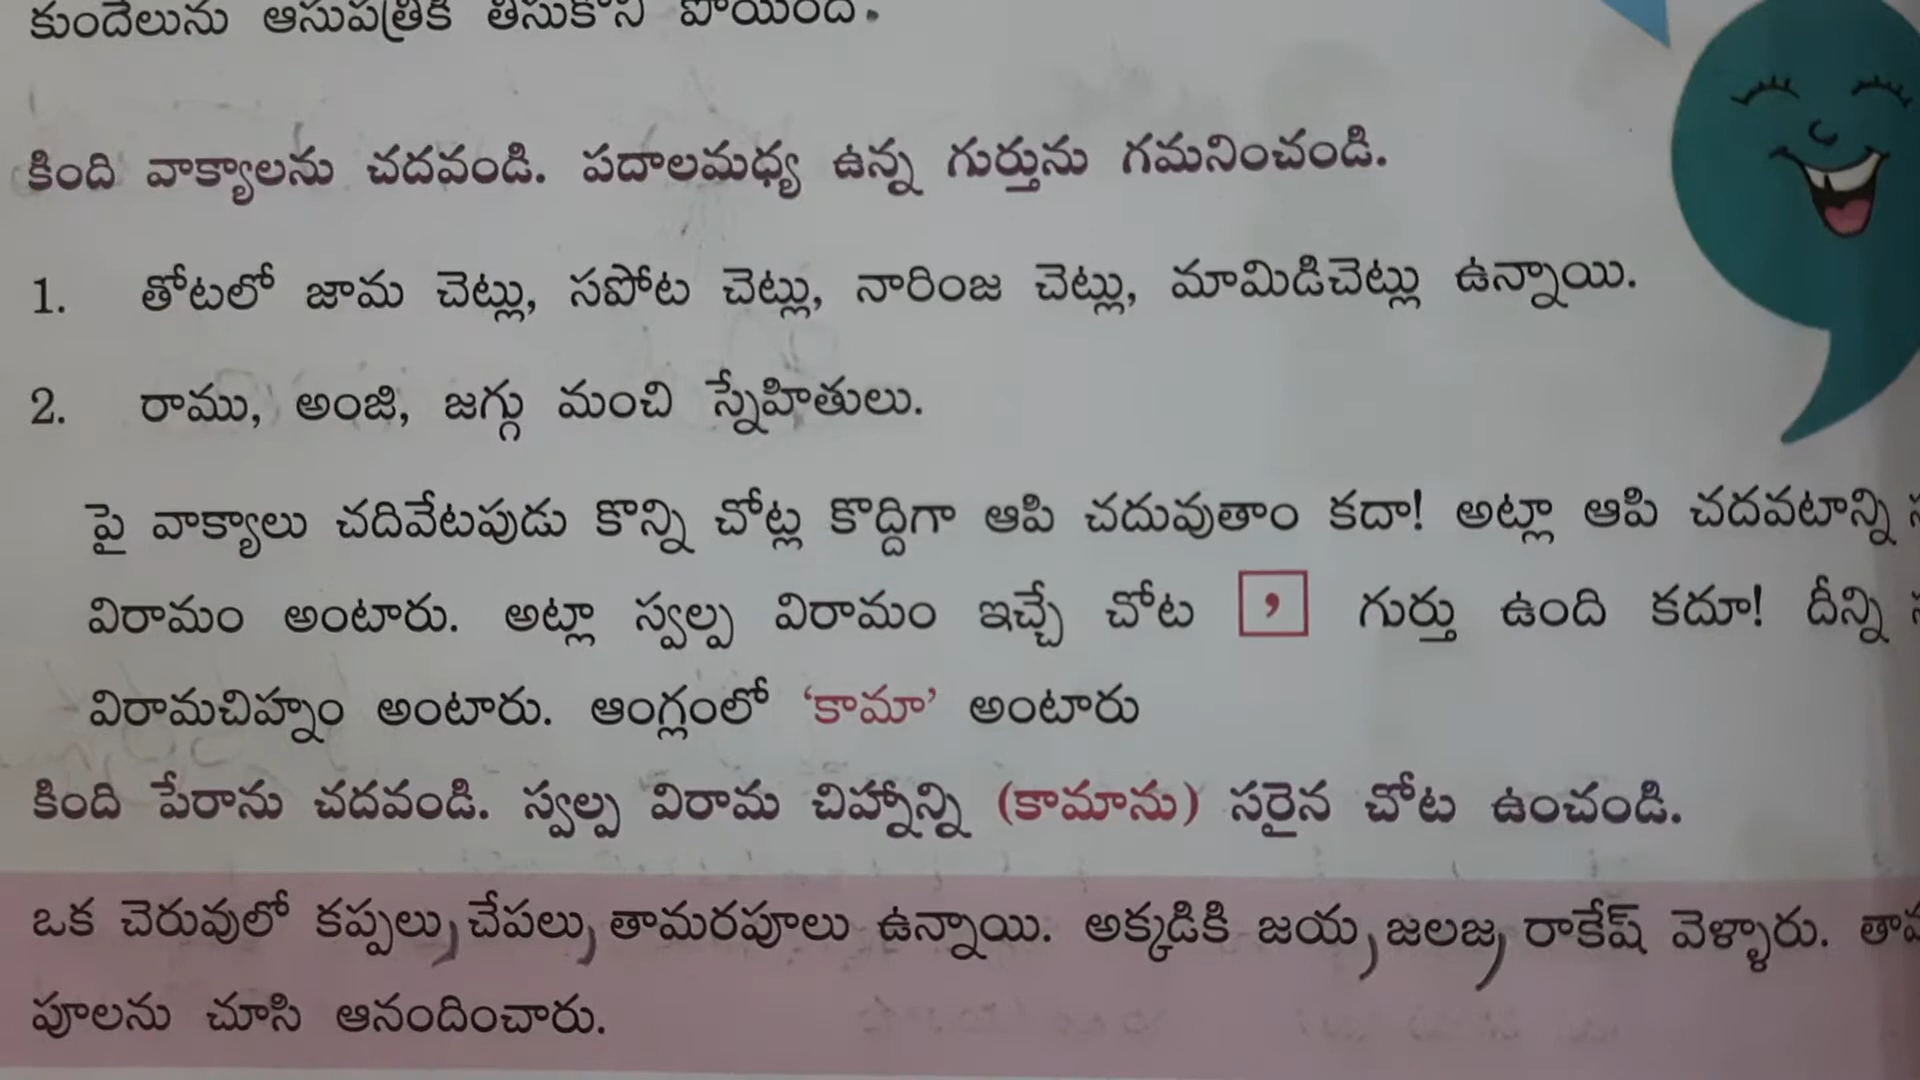 కుందేలును ఆసుపత్రికి తీసుకొని పోయింది.
కింది వాక్యాలను చదవండి. పదాలమధ్య ఉన్న గుర్తును గమనించండి.
1. తోటలో జామ చెట్లు, సపోట చెట్లు, నారింజ చెట్లు, మామిడిచెట్లు ఉన్నాయి.
2. రాము, అంజి, జగ్గు మంచి స్నేహితులు.
పై వాక్యాలు చదివేటపుడు కొన్ని చోట్ల కొద్దిగా ఆపి చదువుతాం కదా! అట్లా ఆపి చదవటాన్ని
విరామం అంటారు. అట్లా స్వల్ప విరామం ఇచ్చే చోట , గుర్తు ఉంది కదూ! దీన్ని
విరామచిహ్నం అంటారు. ఆంగ్లంలో ‘కామా’ అంటారు
కింది పేరాను చదవండి. స్వల్ప విరామ చిహ్నాన్ని (కామాను) సరైన చోట ఉంచండి.
ఒక చెరువులో కప్పలు, చేపలు, తామరపూలు ఉన్నాయి. అక్కడికి జయ, జలజ, రాకేష్ వెళ్ళారు.
పూలను చూసి ఆనందించారు.